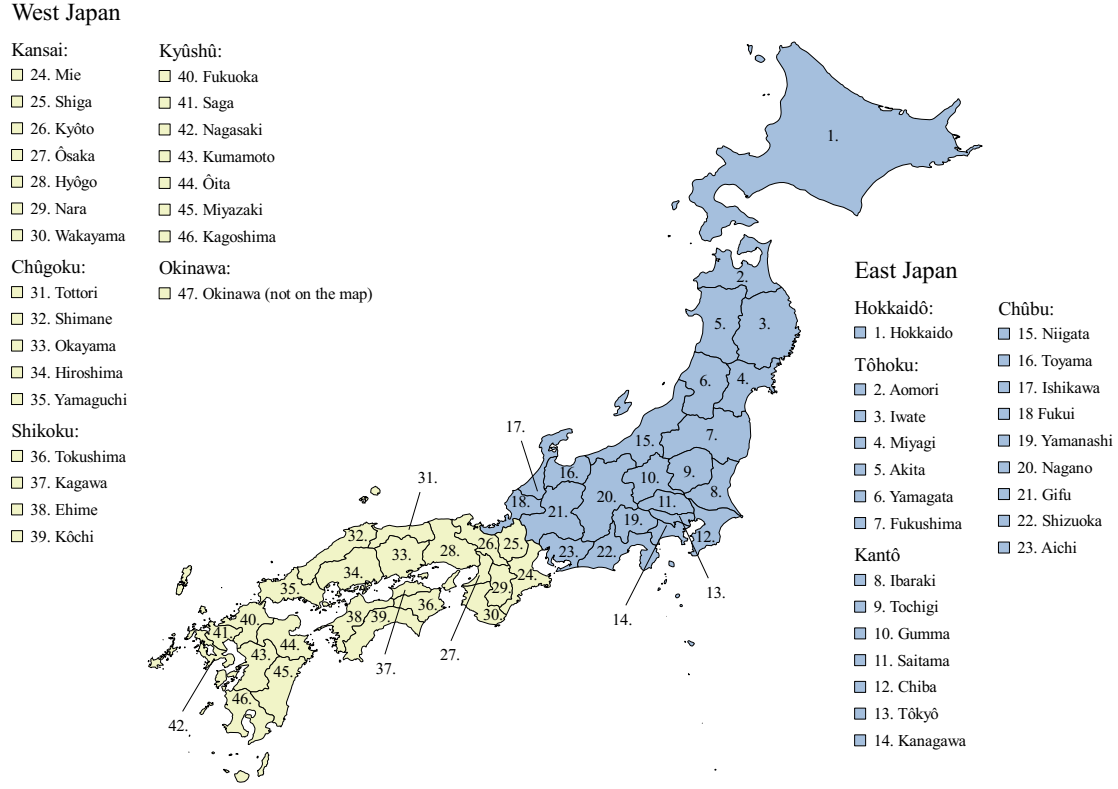 West Japan
Kansai:
24. Mie
25. Shiga
26. Kyôto
27. Ôsaka
28. Hyôgo
29. Nara
30. Wakayama
Chûgoku:
31. Tottori
32. Shimane
33. Okayama
34. Hiroshima
35. Yamaguchi
Shikoku:
36. Tokushima
37. Kagawa
38. Ehime
39. Kôchi
Kyûshû:
40. Fukuoka
41. Saga
42. Nagasaki
43. Kumamoto
44. Ôita
45. Miyazaki
46. Kagoshima
Okinawa:
47. Okinawa (not on the map)
East Japan
Hokkaidô:
1. Hokkaido
Tôhoku:
2. Aomori
3. Iwate
4. Miyagi
5. Akita
6. Yamagata
7. Fukushima
Kantô
8. Ibaraki
9. Tochigi
10. Gumma
11. Saitama
12. Chiba
13. Tôkyô
14. Kanagawa
Chûbu:
15. Niigata
16. Toyama
17. Ishikawa
18 Fukui
19. Yamanashi
20. Nagano
21. Gifu
22. Shizuoka
23. Aichi
1.
2.
3.
5.
4.
6.
7.
15.
17.
16.
9.
10.
8.
20.
11.
18.
21.
19.
12.
23.
22.
13.
14.
31.
32.
33.
28.
26.
25.
34.
24.
35.
29.
36.
30.
38.
39.
40.
41.
44.
43.
45.
46.
27.
37.
42.